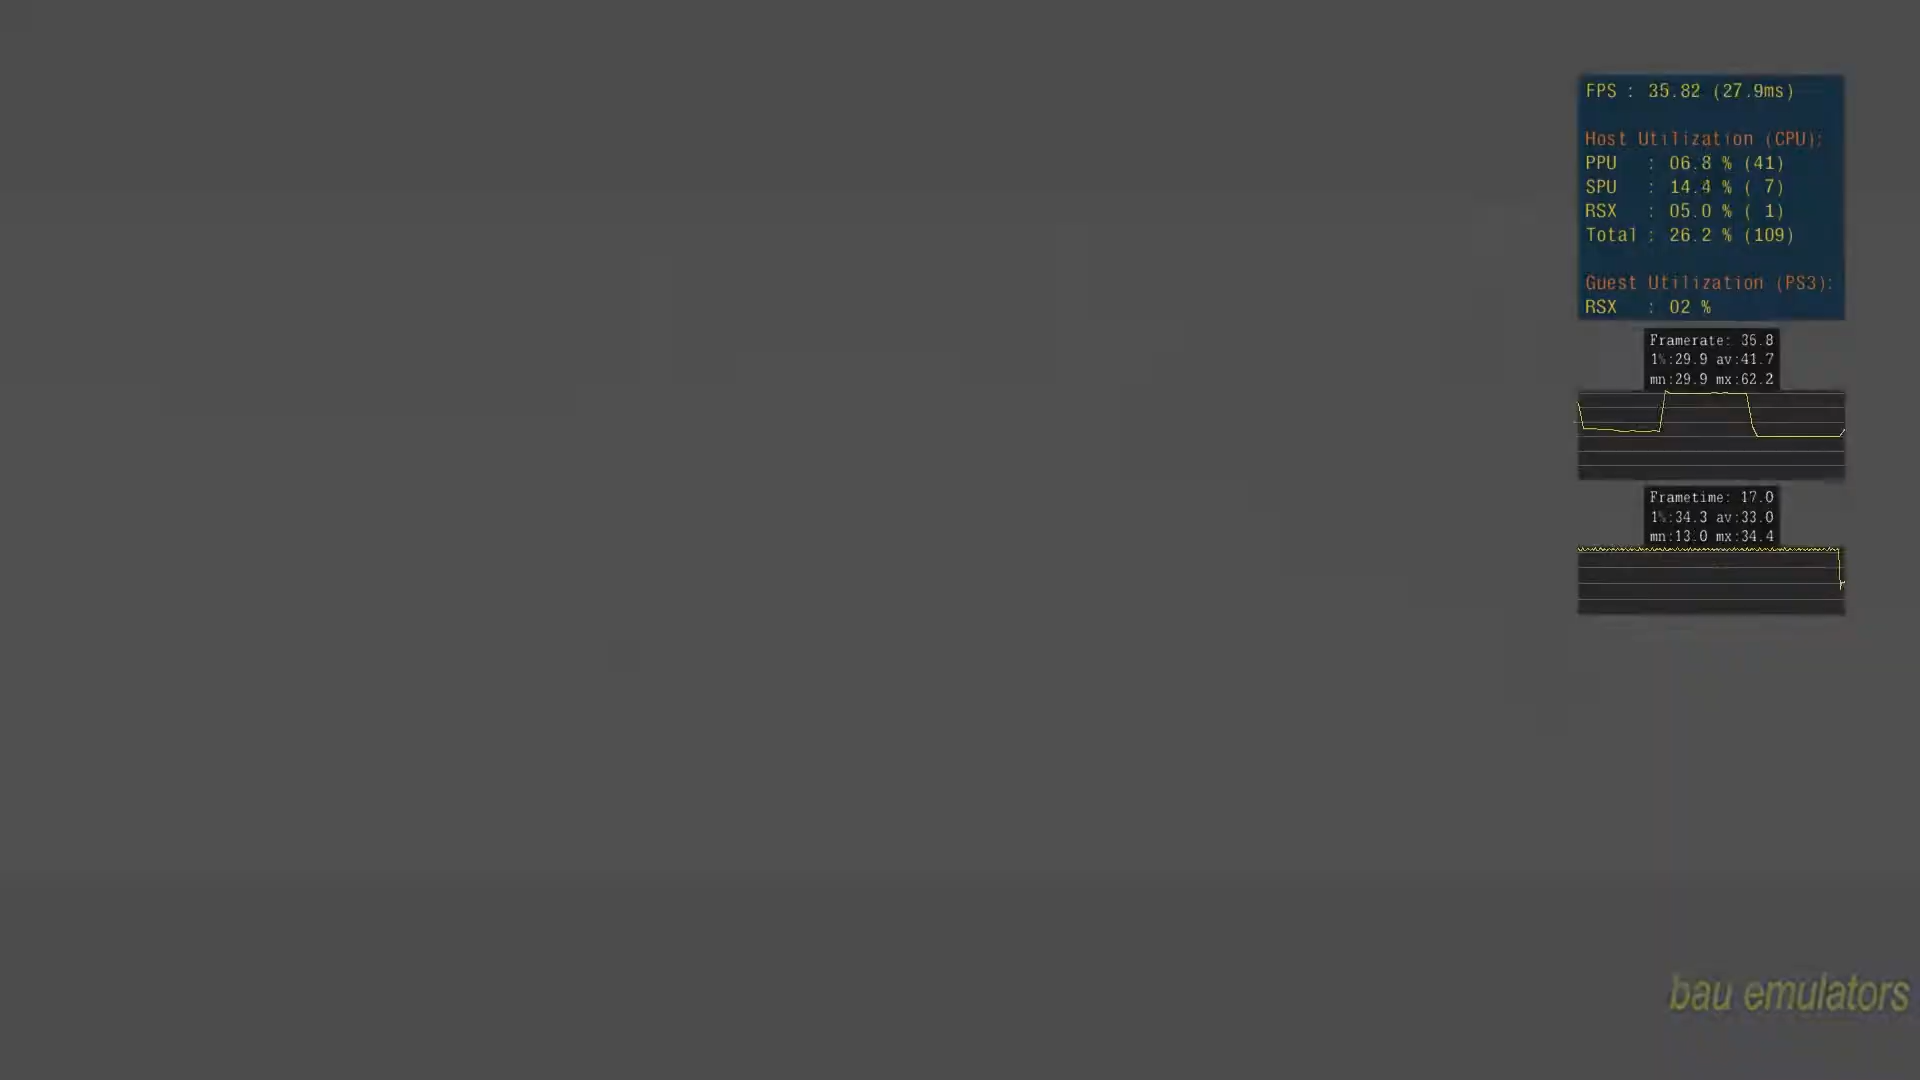 FPS : 35.82 (27.9ms)
Host Utilization (CPU):
PPU : 06.8 % (41)
SPU : 14.4 % ( 7)
RSX : 05.0 % ( 1)
Total : 26.2 % (109)
Guest Utilization (PS3):
RSX : 02 %
Framerate: 35.8
1%:29.9 av:41.7
mn:29.9 mx:62.2
Frametime: 17.0
1%:34.3 av:33.0
mn:13.0 mx:34.4
bau emulators